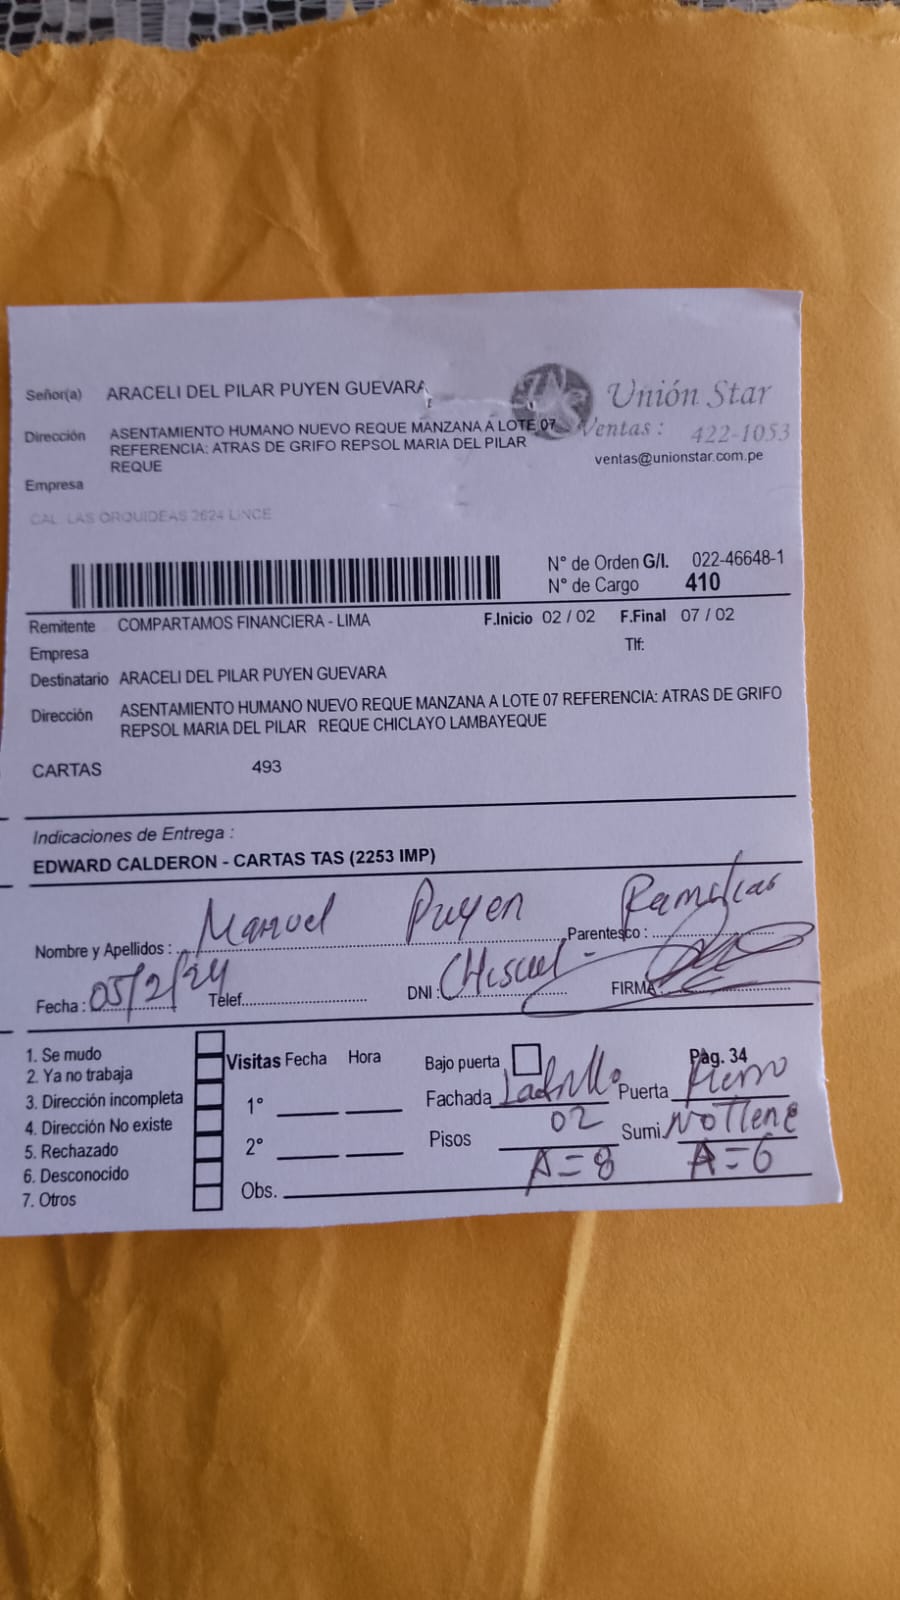 Señor(a) ARACELI DEL PILAR PUYEN GUEVARA
Unión Star
Dirección ASENTAMIENTO HUMANO NUEVO REQUE MANZANA A LOTE 07
Ventas : 422-1053
REFERENCIA: ATRAS DE GRIFO REPSOL MARIA DEL PILAR
ventas@unionstar.com.pe
REQUE
Empresa
CAL. LAS ORQUIDEAS 2624 LINCE
N° de Orden G/I. 022-46648-1
N° de Cargo 410
Remitente COMPARTAMOS FINANCIERA - LIMA F.Inicio 02 / 02 F.Final 07 / 02
Empresa Tlf:
Destinatario ARACELI DEL PILAR PUYEN GUEVARA
Dirección ASENTAMIENTO HUMANO NUEVO REQUE MANZANA A LOTE 07 REFERENCIA: ATRAS DE GRIFO
REPSOL MARIA DEL PILAR REQUE CHICLAYO LAMBAYEQUE
CARTAS 493
Indicaciones de Entrega :
EDWARD CALDERON - CARTAS TAS (2253 IMP)
Nombre y Apellidos : Manuel Puyen Parentesco :
Fecha : 05/2/24 Telef. DNI : FIRMA
1. Se mudo
2. Ya no trabaja
3. Dirección incompleta
4. Dirección No existe
5. Rechazado
6. Desconocido
7. Otros
Visitas Fecha Hora
1°
2°
Obs.
Bajo puerta Pàg. 34
Fachada Ladrillo Puerta Fierro
Pisos 02 Sumi. NO TIENE
A=8 A=6